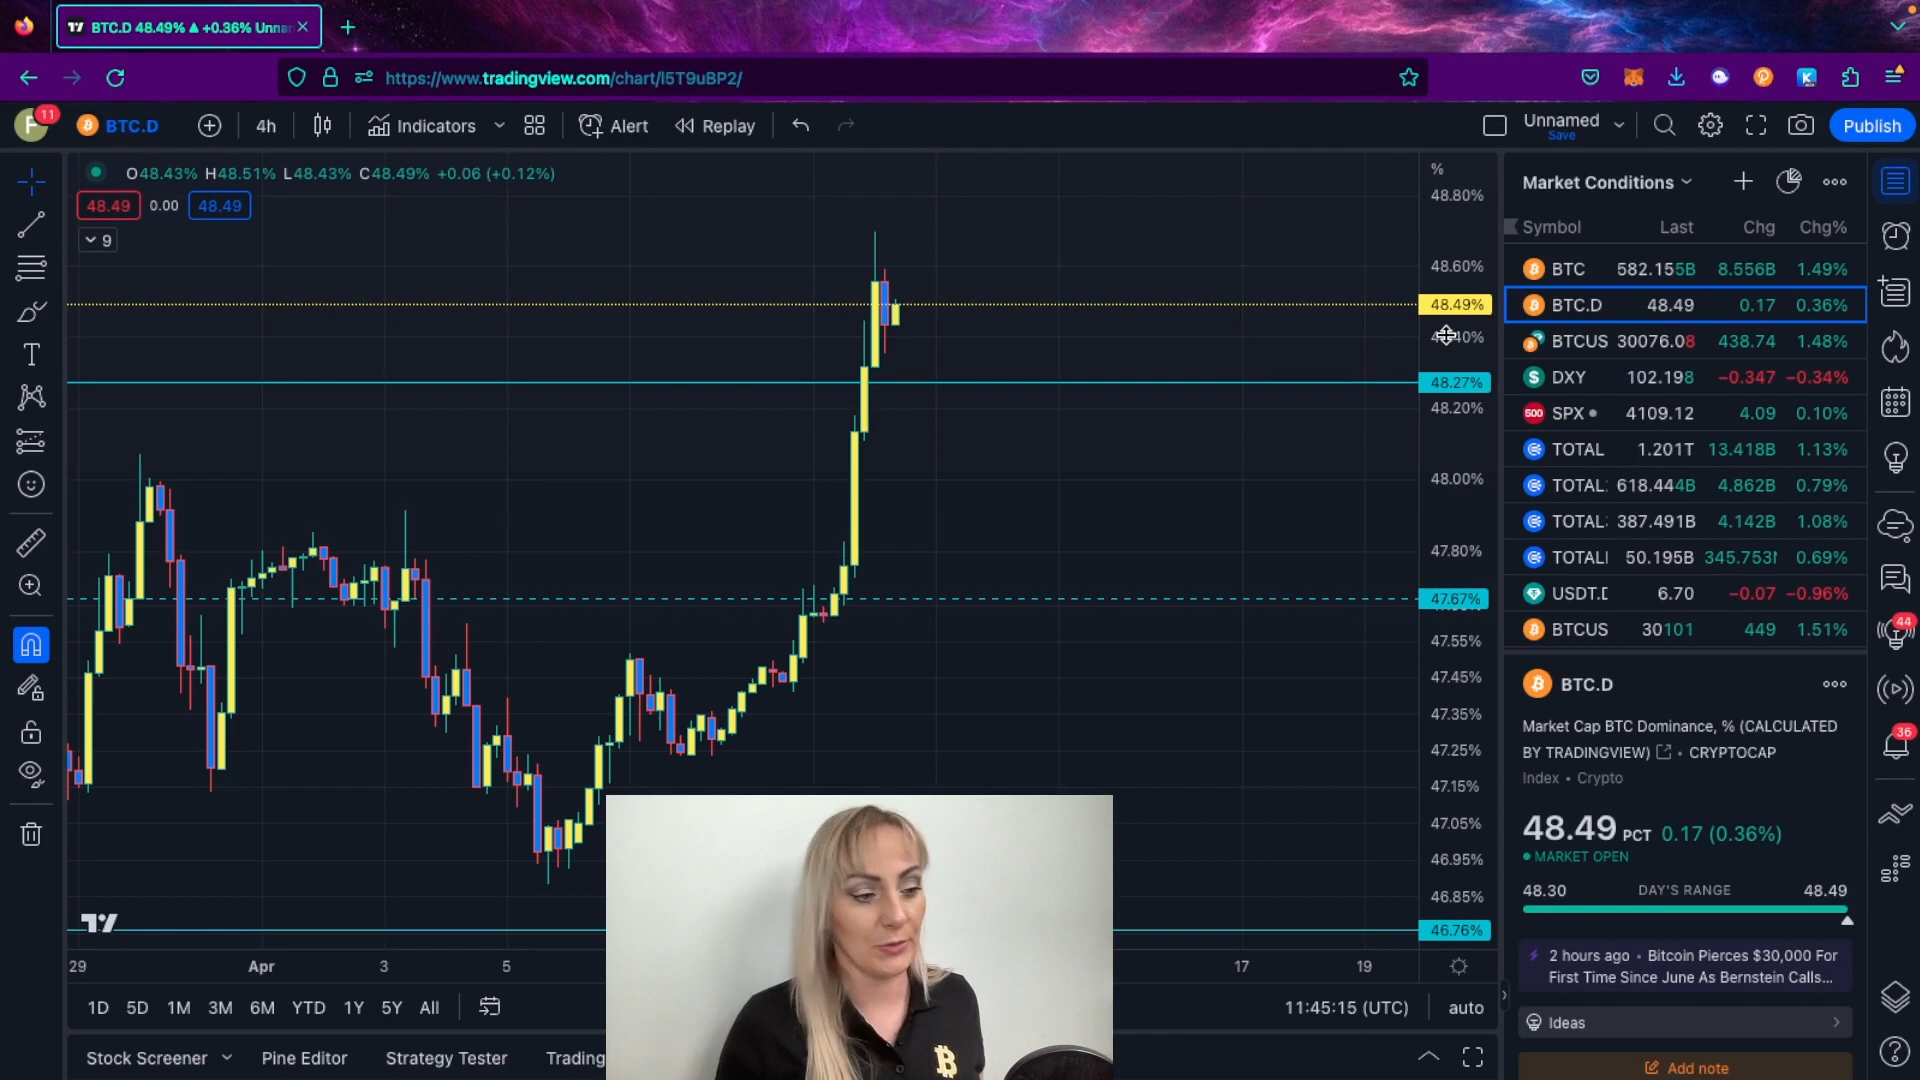 BTC.D 48.49% ▲ +0.36% Unnar
https://www.tradingview.com/chart/I5T9uBP2/
11
BTC.D
4h
Indicators
Alert
Replay
Unnamed
Save
Publish
O48.43% H48.51% L48.43% C48.49% +0.06 (+0.12%)
48.49 0.00 48.49
9
%
48.80%
48.60%
48.49%
48.27%
48.20%
48.00%
47.80%
47.67%
47.55%
47.45%
47.35%
47.25%
47.15%
47.05%
46.95%
46.85%
46.76%
29 Apr 3 5 17 19
1D 5D 1M 3M 6M YTD 1Y 5Y All
11:45:15 (UTC) auto
Stock Screener Pine Editor Strategy Tester Trading
Market Conditions
Symbol Last Chg Chg%
BTC 582.155B 8.556B 1.49%
BTC.D 48.49 0.17 0.36%
BTCUS 30076.08 438.74 1.48%
DXY 102.198 −0.347 −0.34%
500 SPX 4109.12 4.09 0.10%
TOTAL 1.201T 13.418B 1.13%
TOTAL 618.444B 4.862B 0.79%
TOTAL 387.491B 4.142B 1.08%
TOTAL 50.195B 345.753 0.69%
USDT. 6.70 −0.07 −0.96%
BTCUS 30101 449 1.51%
BTC.D
Market Cap BTC Dominance, % (CALCULATED
BY TRADINGVIEW) • CRYPTOCAP
Index • Crypto
48.49 PCT 0.17 (0.36%)
MARKET OPEN
48.30 DAY'S RANGE 48.49
2 hours ago • Bitcoin Pierces $30,000 For
First Time Since June As Bernstein Calls...
Ideas
Add note
44
36